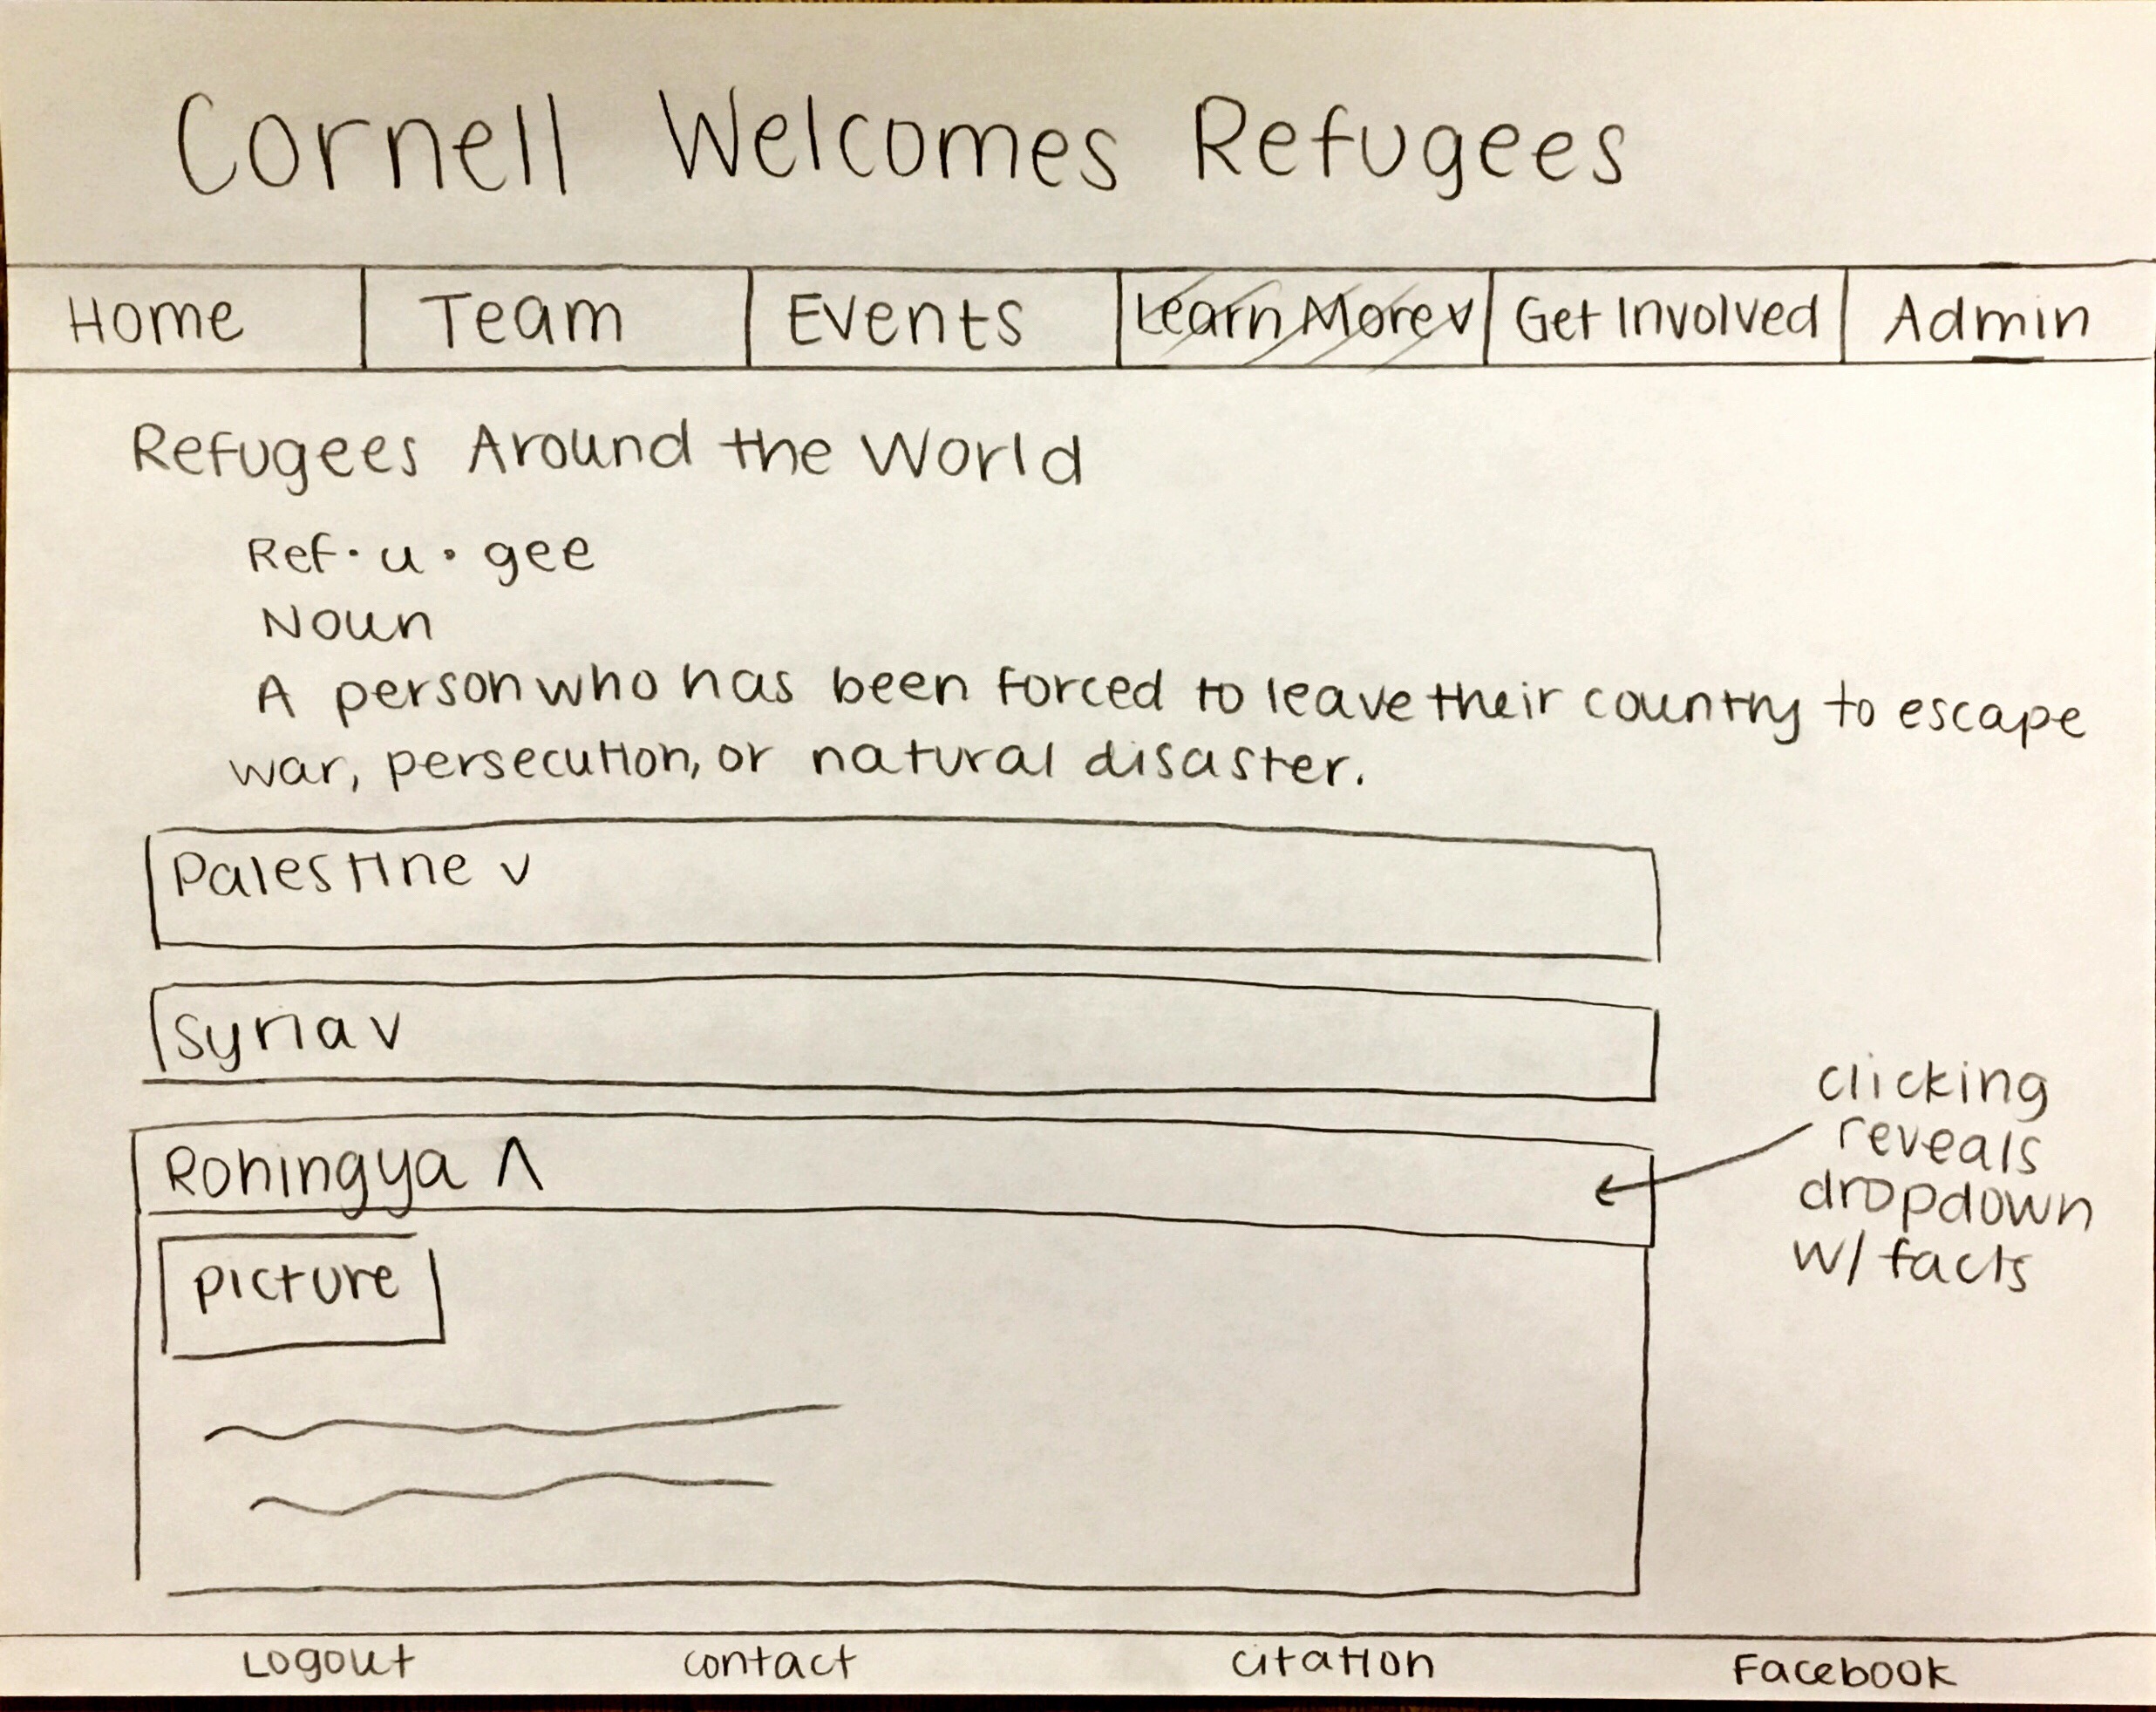 Cornell Welcomes Refugees
Home Team Events Learn More v Get Involved Admin
Refugees Around the World
Ref·u·gee
Noun
A person who has been forced to leave their country to escape
war, persecution, or natural disaster.
Palestine v
Syria v
Rohingya ʌ
picture
clicking
reveals
dropdown
w/ facts
Logout contact citation Facebook